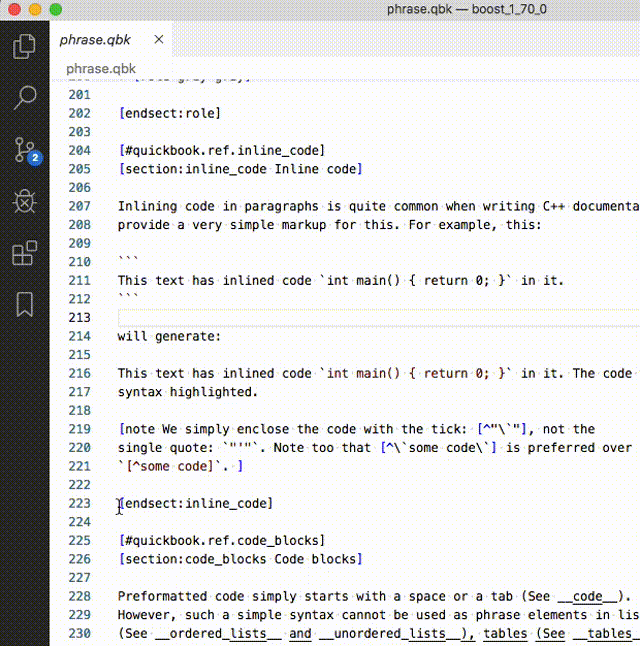 phrase.qbk — boost_1_70_0
phrase.qbk ×
phrase.qbk
201
202 [endsect:role]
203
204 [#quickbook.ref.inline_code]
205 [section:inline_code Inline code]
206
207 Inlining code in paragraphs is quite common when writing C++ documenta
208 provide a very simple markup for this. For example, this:
209
210 ```
211 This text has inlined code `int main() { return 0; }` in it.
212 ```
213
214 will generate:
215
216 This text has inlined code `int main() { return 0; }` in it. The code
217 syntax highlighted.
218
219 [note We simply enclose the code with the tick: [^"\`"], not the
220 single quote: `"'"`. Note too that [^\`some code\`] is preferred over
221 `[^some code]`. ]
222
223 [endsect:inline_code]
224
225 [#quickbook.ref.code_blocks]
226 [section:code_blocks Code blocks]
227
228 Preformatted code simply starts with a space or a tab (See __code__).
229 However, such a simple syntax cannot be used as phrase elements in lis
230 (See __ordered_lists__ and __unordered_lists__), tables (See __tables_
2